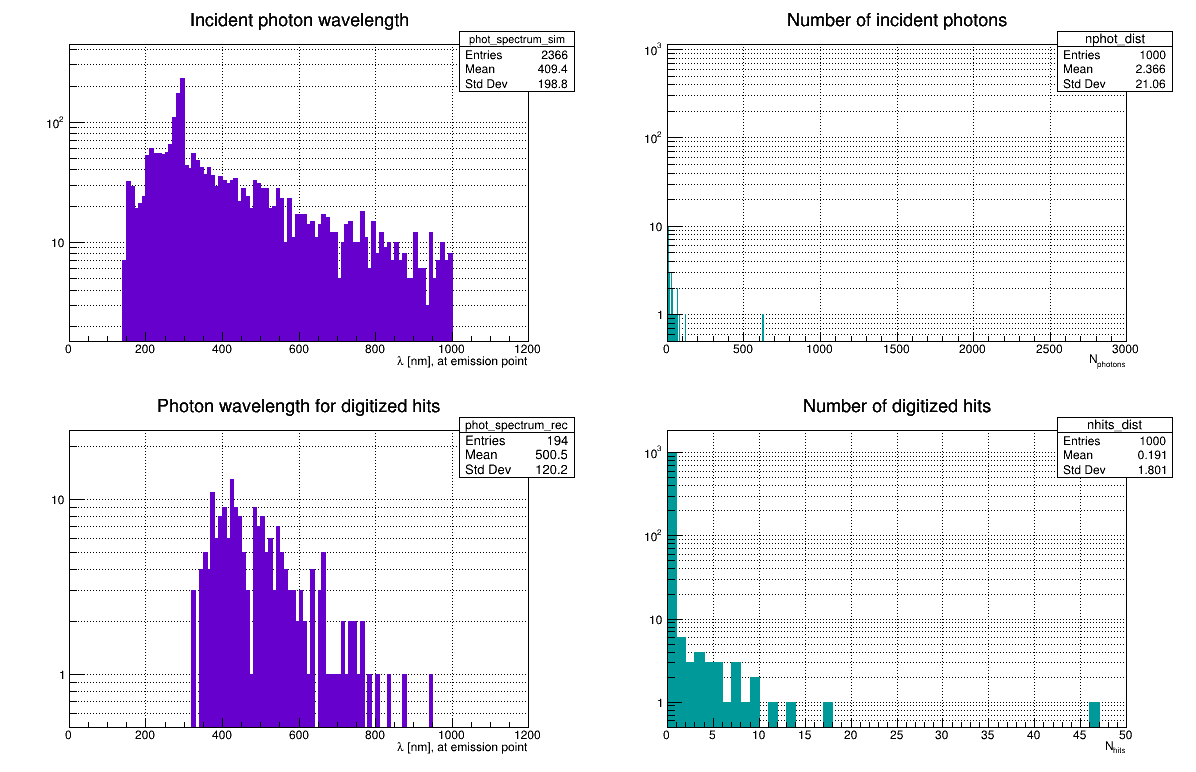 Incident photon wavelength
phot_spectrum_sim
Entries 2366
Mean 409.4
Std Dev 198.8
10²
10
0 200 400 600 800 1000 1200
λ [nm], at emission point
Number of incident photons
nphot_dist
Entries 1000
Mean 2.366
Std Dev 21.06
10³
10²
10
1
0 500 1000 1500 2000 2500 3000
N_photons
Photon wavelength for digitized hits
phot_spectrum_rec
Entries 194
Mean 500.5
Std Dev 120.2
10
1
0 200 400 600 800 1000 1200
λ [nm], at emission point
Number of digitized hits
nhits_dist
Entries 1000
Mean 0.191
Std Dev 1.801
10³
10²
10
1
0 5 10 15 20 25 30 35 40 45 50
N_hits